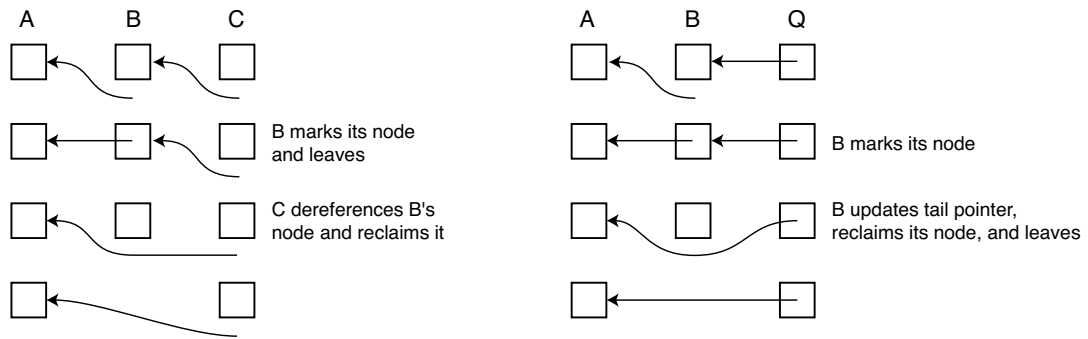 A B C
B marks its node
and leaves
C dereferences B's
node and reclaims it
A B Q
B marks its node
B updates tail pointer,
reclaims its node, and leaves